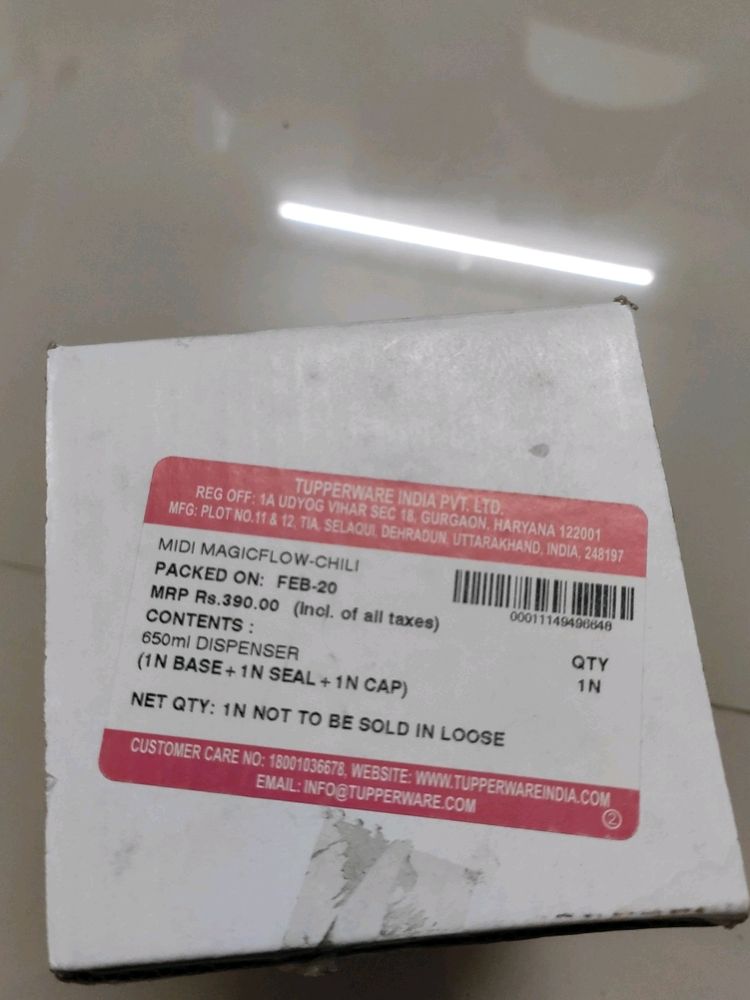 TUPPERWARE INDIA PVT. LTD.
REG OFF: 1A UDYOG VIHAR SEC 18, GURGAON, HARYANA 122001
MFG: PLOT NO.11 & 12, TIA, SELAQUI, DEHRADUN, UTTARAKHAND, INDIA, 248197
MIDI MAGICFLOW-CHILI
PACKED ON: FEB-20
MRP Rs.390.00 (Incl. of all taxes)
00011149496648
CONTENTS :
650ml DISPENSER QTY
(1N BASE+1N SEAL+1N CAP) 1N
NET QTY: 1N NOT TO BE SOLD IN LOOSE
CUSTOMER CARE NO: 18001036678, WEBSITE: WWW.TUPPERWAREINDIA.COM
EMAIL: INFO@TUPPERWARE.COM
2